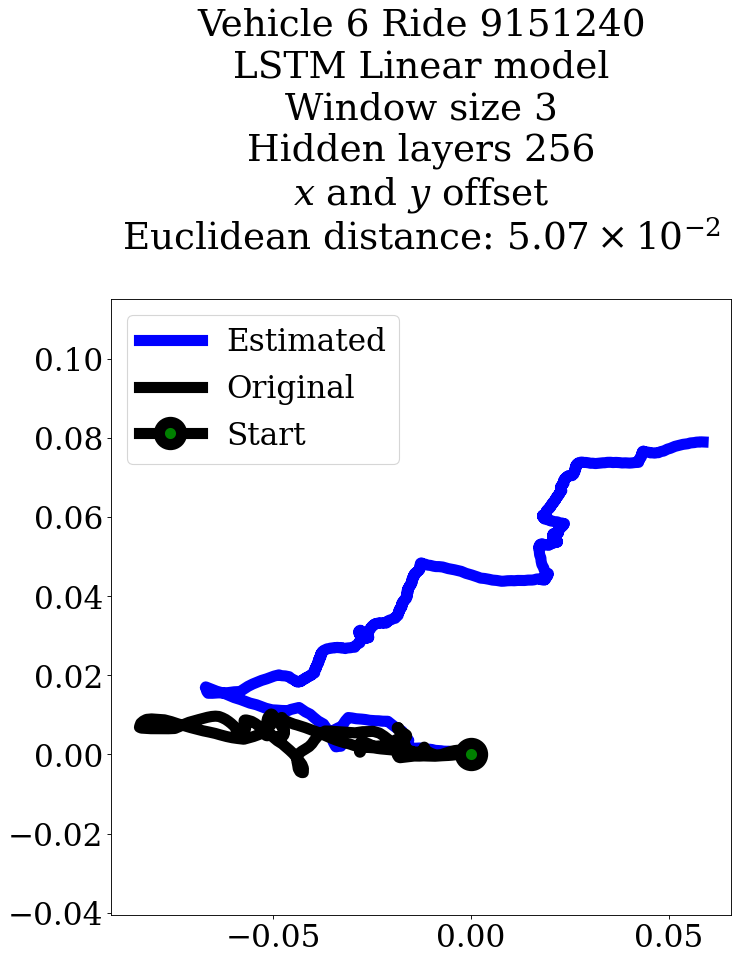 Vehicle 6 Ride 9151240
LSTM Linear model
Window size 3
Hidden layers 256
x and y offset
Euclidean distance: 5.07 × 10⁻²
Estimated
Original
Start
0.10
0.08
0.06
0.04
0.02
0.00
−0.02
−0.04
−0.05 0.00 0.05